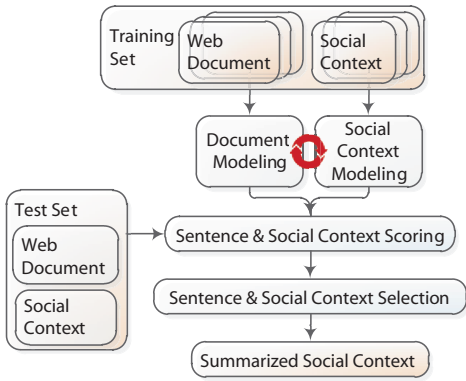 Training
Set
Web
Document
Social
Context
Document
Modeling
Social
Context
Modeling
Test Set
Web
Document
Social
Context
Sentence & Social Context Scoring
Sentence & Social Context Selection
Summarized Social Context